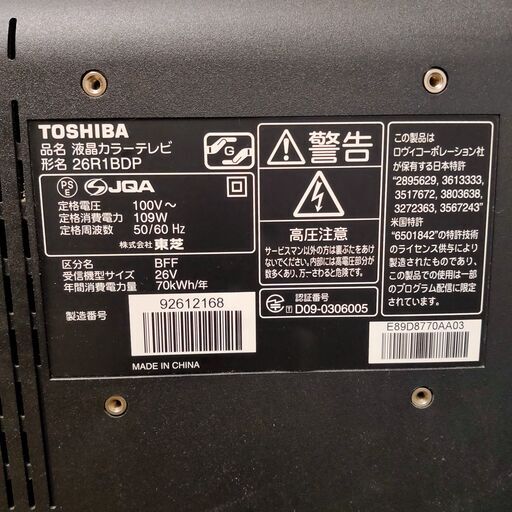 TOSHIBA
品名 液晶カラーテレビ
形名 26R1BDP
PS
E
JQA
定格電圧 100V～
定格消費電力 109W
定格周波数 50/60 Hz
株式会社 東芝
区分名 BFF
受信機型サイズ 26V
年間消費電力量 70kWh/年
製造番号
92612168
MADE IN CHINA
G
警告
高圧注意
サービスマン以外の方は裏ぶたをあけ
ないでください。内部には高電圧部分が
数多くあり、万一さわると危険です。
認証番号
T D09-0306005
この製品は
ロヴィコーポレーション社
が保有する日本特許
"2895629, 3613333,
3517672, 3803638,
3272363, 3567243"
米国特許
"6501842"の特許技術
のライセンス供与により
製造されたものであり、
この製品での使用は一部
のプログラム配信に限定
されています。
E89D8770AA03